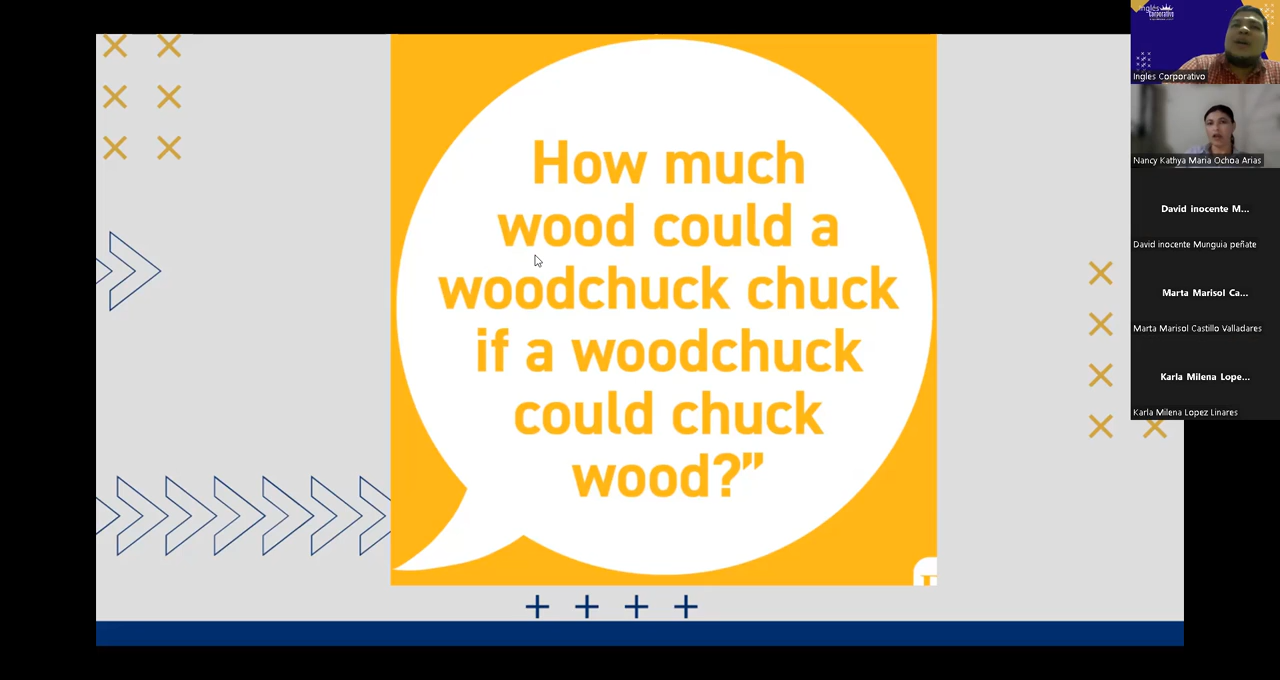 How much
wood could a
woodchuck chuck
if a woodchuck
could chuck
wood?”
Inglés
Corporativo
Ingles Corporativo
Nancy Kathya Maria Ochoa Arias
David inocente M...
David inocente Munguia peñate
Marta Marisol Ca...
Marta Marisol Castillo Valladares
Karla Milena Lope...
Karla Milena Lopez Linares